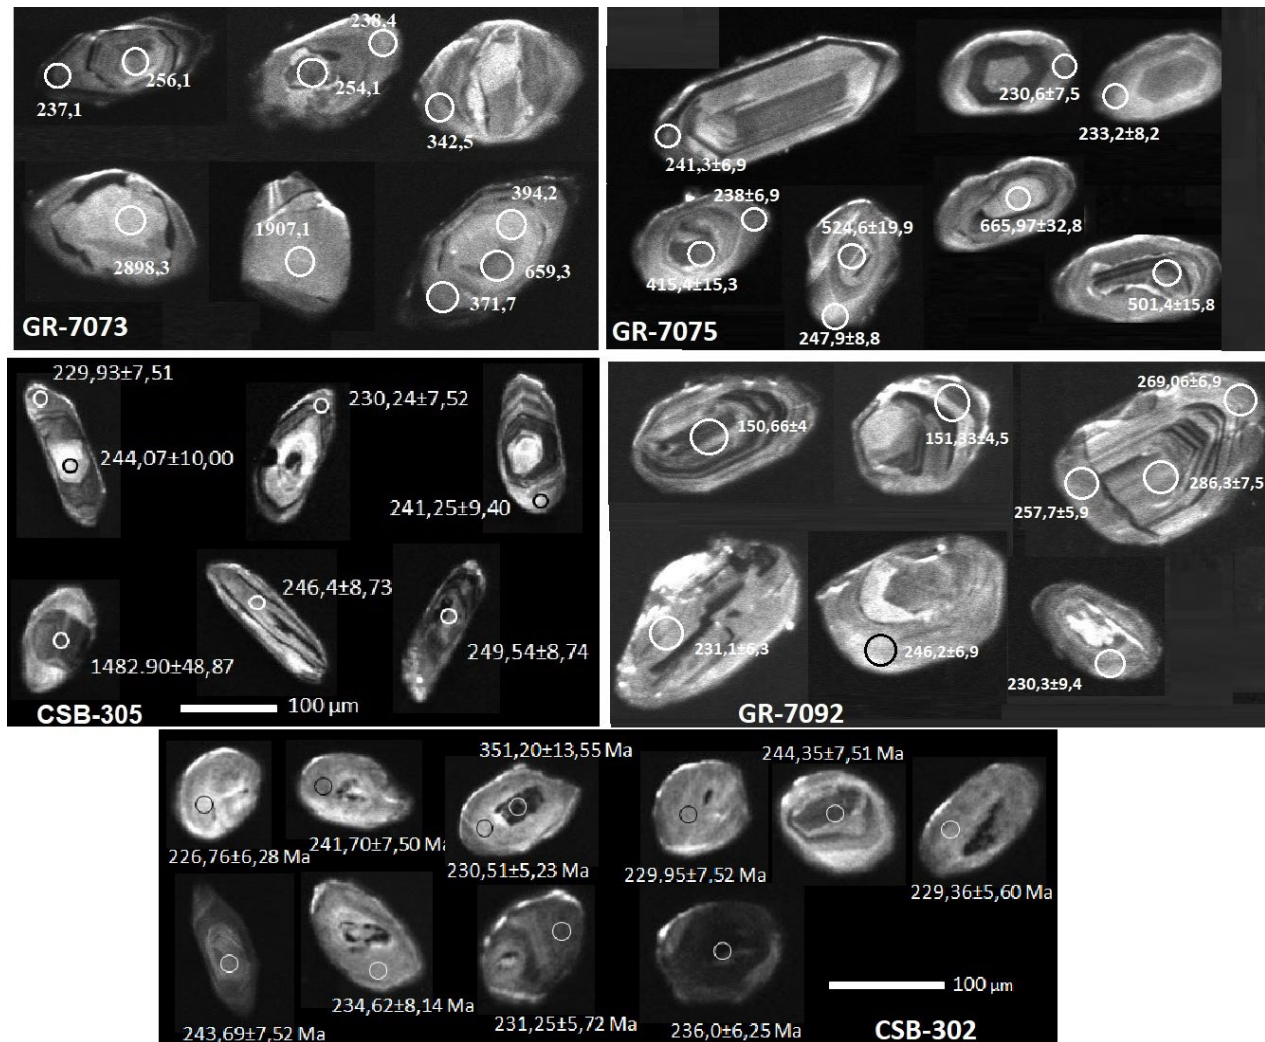 238,4
256,1
254,1
237,1
342,5
394,2
1907,1
2898,3
659,3
371,7
GR-7073
230,6±7,5
233,2±8,2
241,3±6,9
238±6,9
524,6±19,9
665,97±32,8
415,4±15,3
501,4±15,8
247,9±8,8
GR-7075
229,93±7,51
230,24±7,52
244,07±10,00
241,25±9,40
246,4±8,73
249,54±8,74
1482.90±48,87
CSB-305
100 µm
269,06±6,9
150,66±4
151,33±4,5
286,3±7,5
257,7±5,9
231,1±6,3
246,2±6,9
230,3±9,4
GR-7092
351,20±13,55 Ma
244,35±7,51 Ma
226,76±6,28 Ma
241,70±7,50 Ma
230,51±5,23 Ma
229,95±7,52 Ma
229,36±5,60 Ma
234,62±8,14 Ma
243,69±7,52 Ma
231,25±5,72 Ma
236,0±6,25 Ma
100 µm
CSB-302